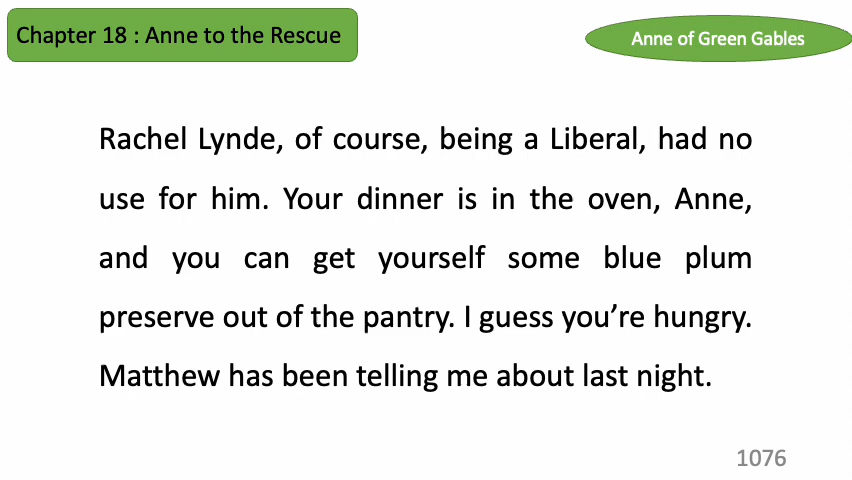 Chapter 18 : Anne to the Rescue
Anne of Green Gables
Rachel Lynde, of course, being a Liberal, had no
use for him. Your dinner is in the oven, Anne,
and you can get yourself some blue plum
preserve out of the pantry. I guess you’re hungry.
Matthew has been telling me about last night.
1076